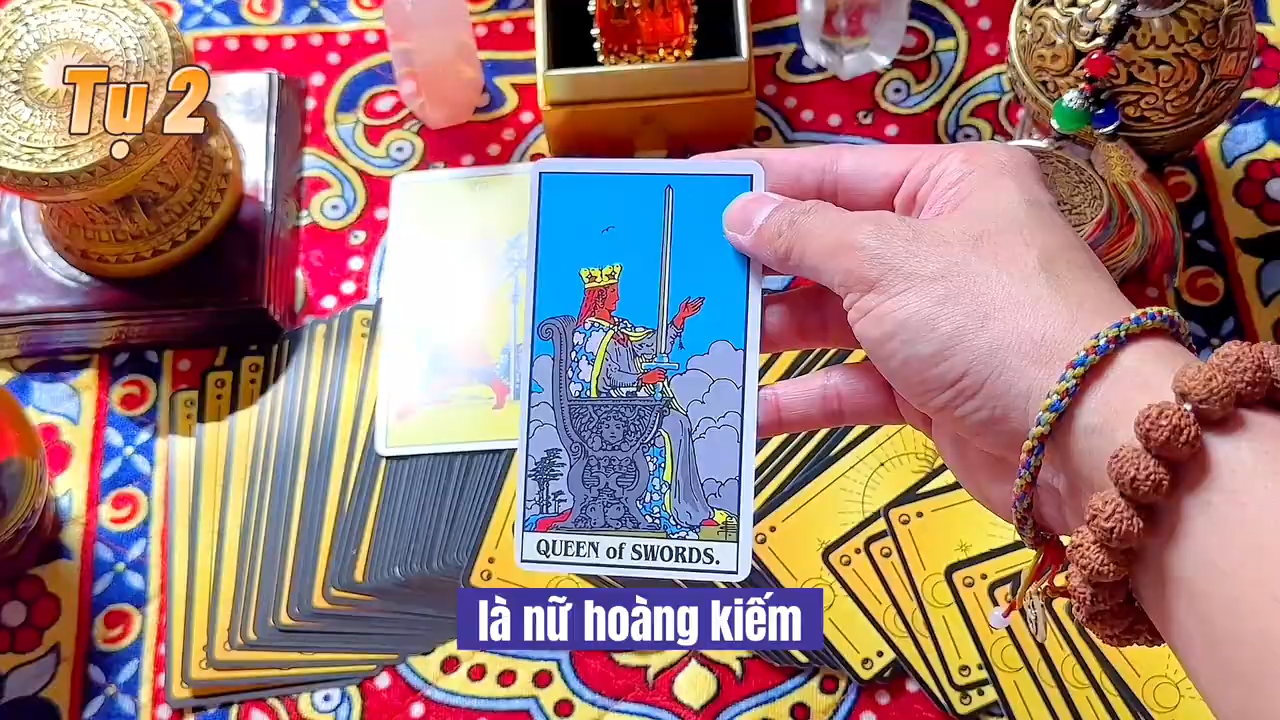 Tụ 2
QUEEN of SWORDS.
là nữ hoàng kiếm